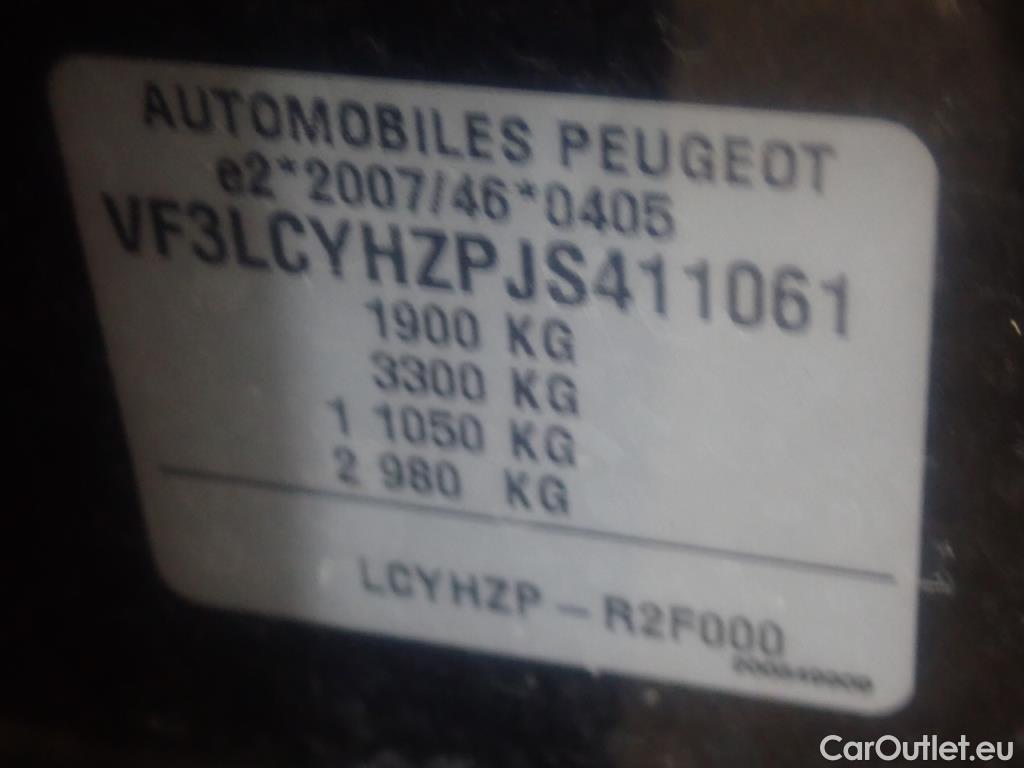 AUTOMOBILES PEUGEOT
e2*2007/46*0405
VF3LCYHZPJS411061
1900 KG
3300 KG
1 1050 KG
2 980 KG
LCYHZP – R2F000
CarOutlet.eu